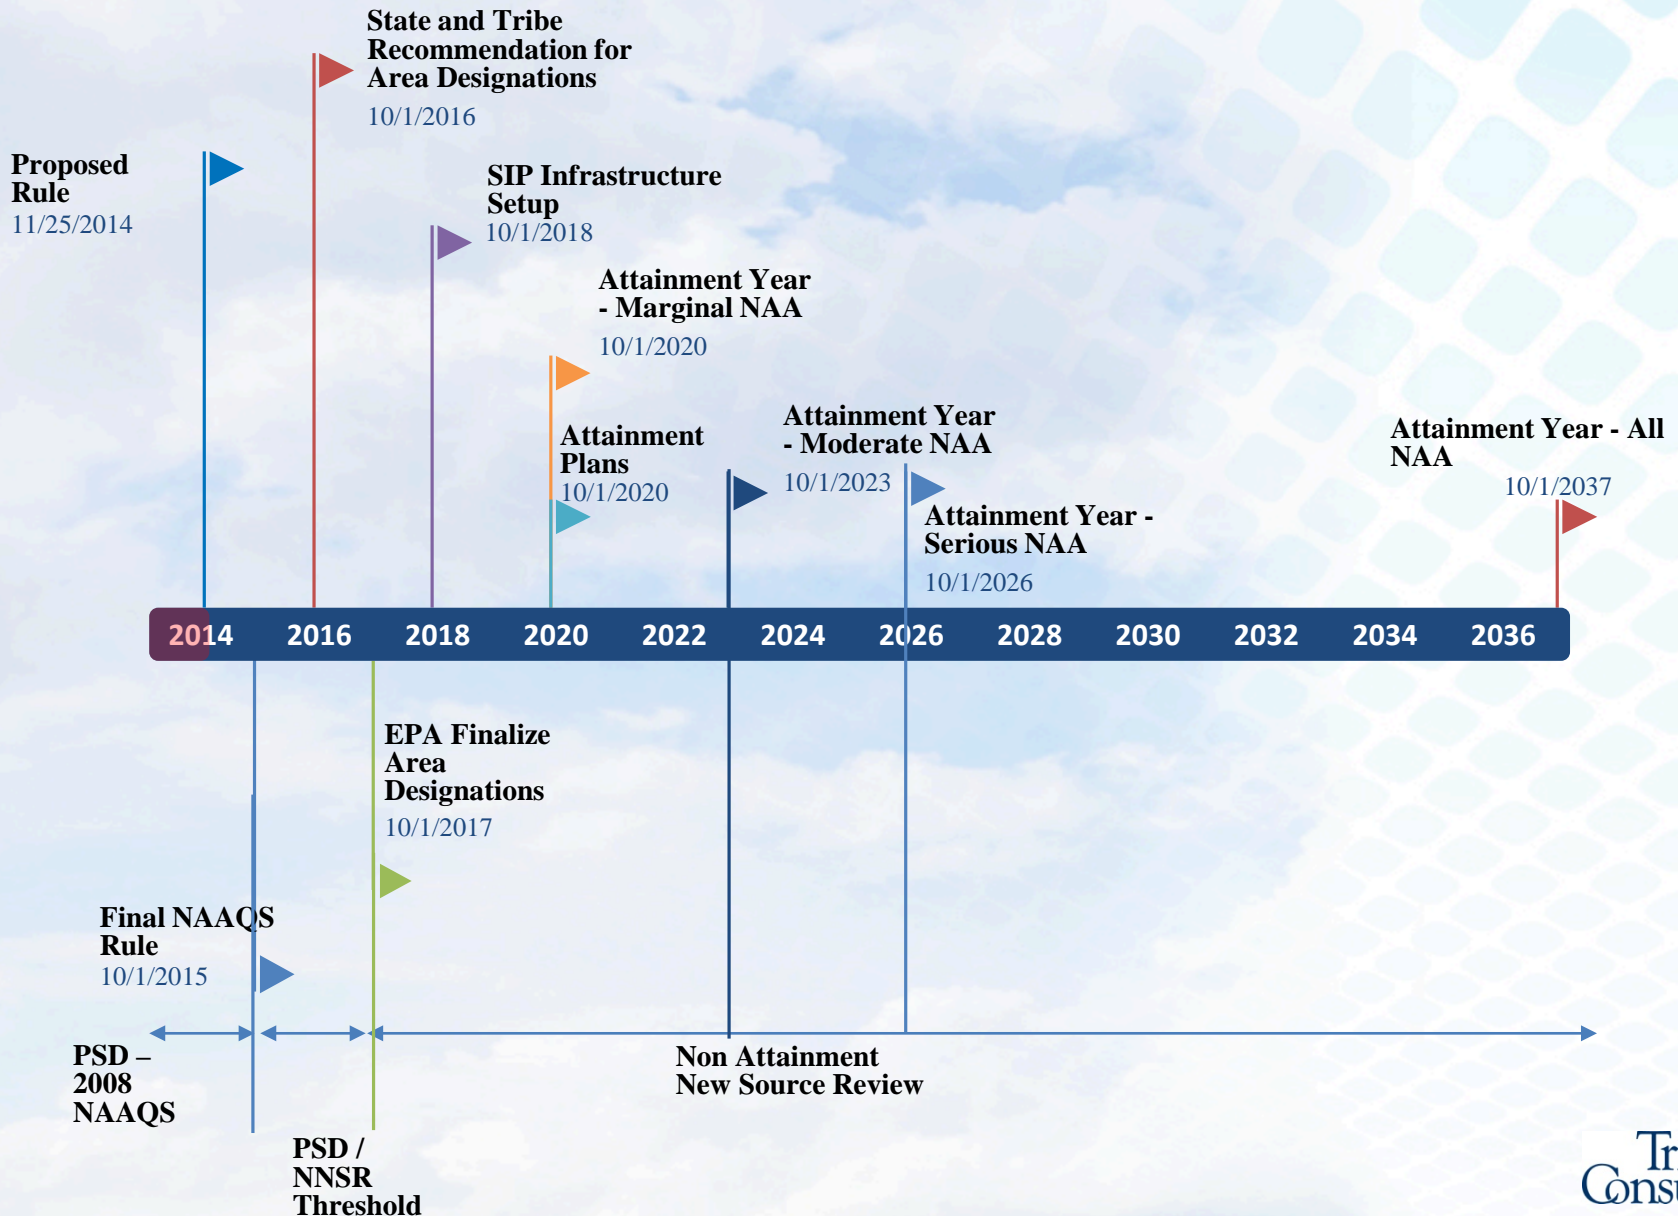 State and Tribe
Recommendation for
Area Designations
10/1/2016
Proposed
Rule
11/25/2014
SIP Infrastructure
Setup
10/1/2018
Attainment Year
- Marginal NAA
10/1/2020
Attainment
Plans
10/1/2020
Attainment Year
- Moderate NAA
10/1/2023
Attainment Year -
Serious NAA
10/1/2026
Attainment Year - All
NAA
10/1/2037
2014 2016 2018 2020 2022 2024 2026 2028 2030 2032 2034 2036
EPA Finalize
Area
Designations
10/1/2017
Final NAAQS
Rule
10/1/2015
PSD –
2008
NAAQS
PSD /
NNSR
Threshold
Non Attainment
New Source Review